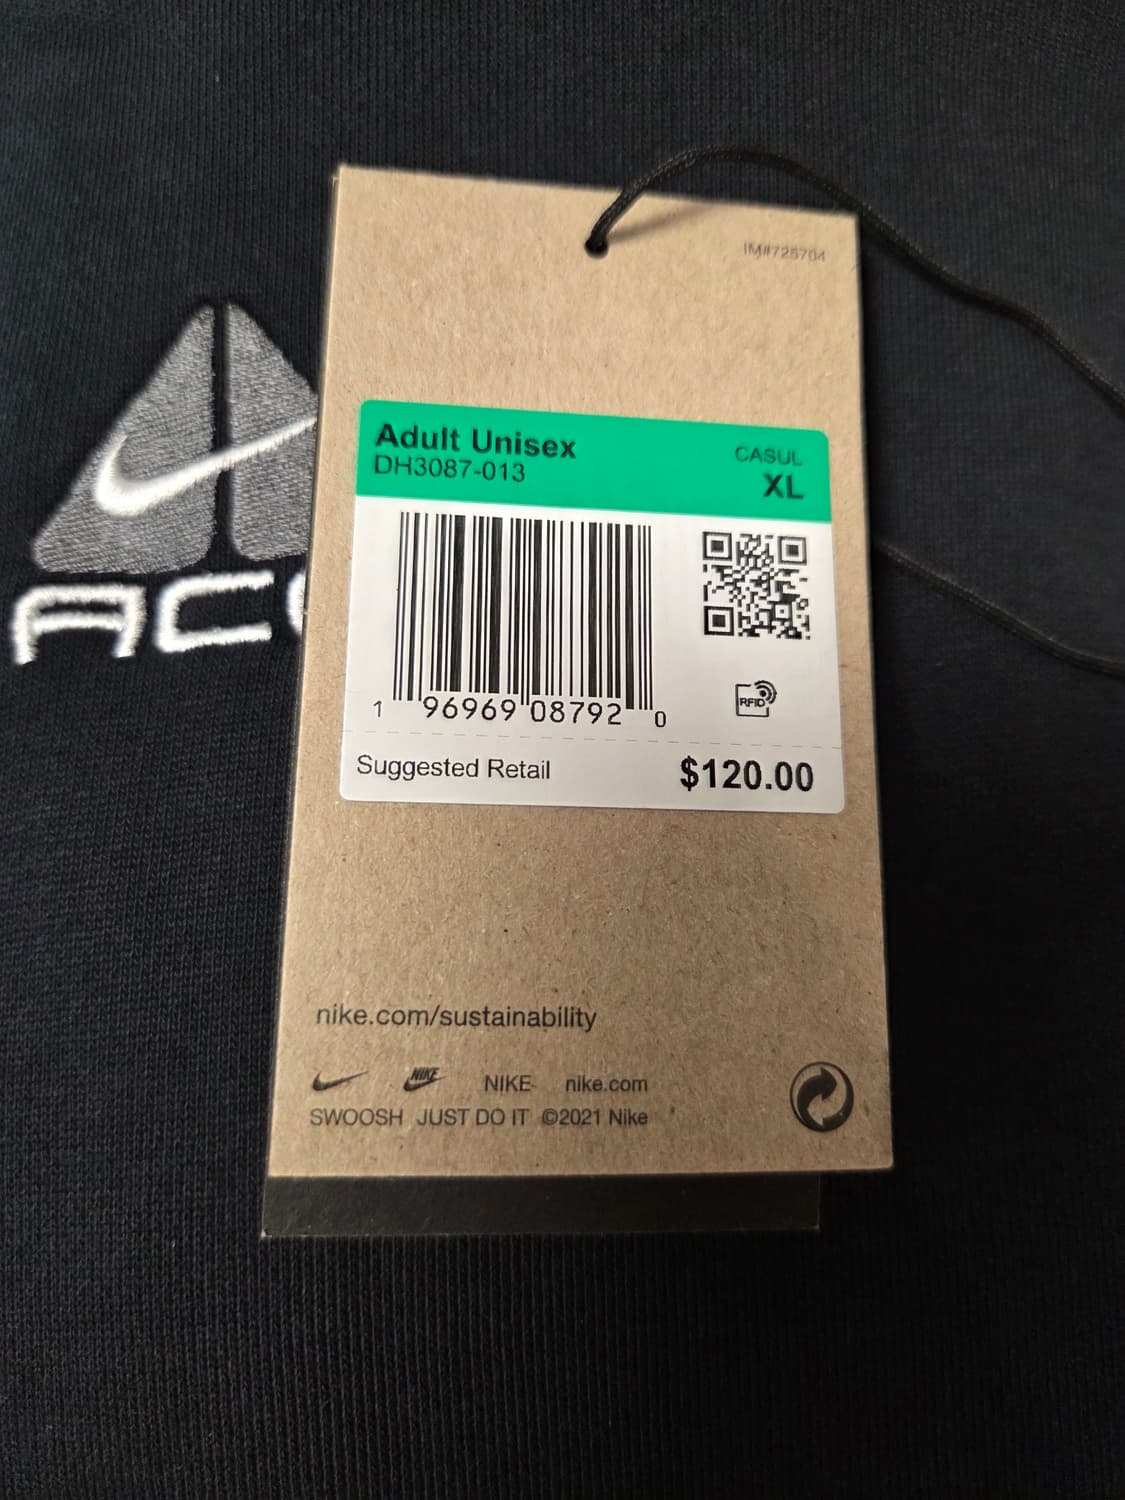 IM#725704
Adult Unisex
DH3087-013
CASUL
XL
1 96969 08792 0
RFID
Suggested Retail $120.00
nike.com/sustainability
NIKE NIKE nike.com
SWOOSH JUST DO IT ©2021 Nike
AC